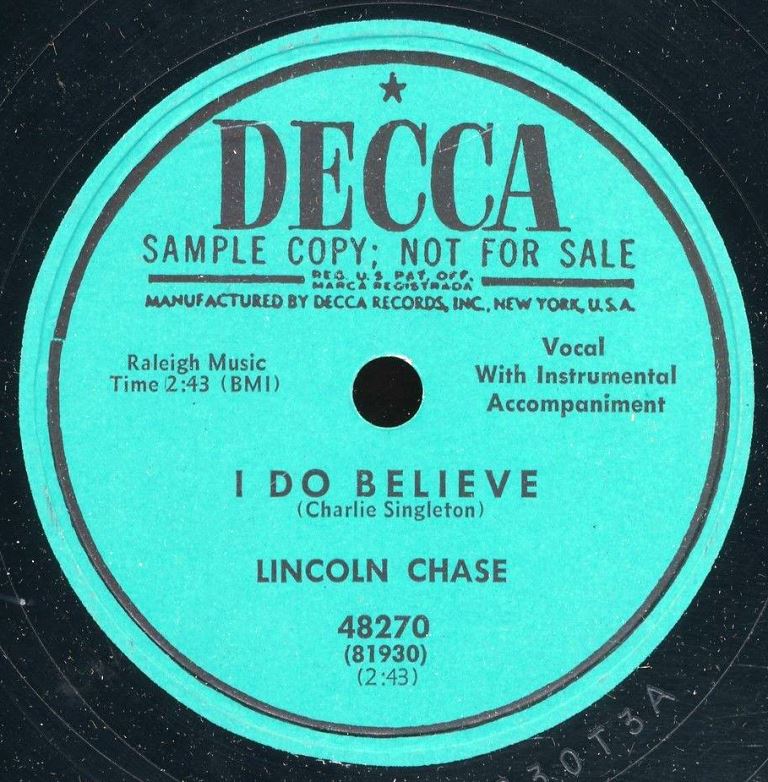 DECCA
SAMPLE COPY; NOT FOR SALE
REG. U.S. PAT. OFF.
MARCA REGISTRADA
MANUFACTURED BY DECCA RECORDS, INC., NEW YORK, U.S.A.
Raleigh Music
Time 2:43 (BMI)
Vocal
With Instrumental
Accompaniment
I DO BELIEVE
(Charlie Singleton)
LINCOLN CHASE
48270
(81930)
(2:43)
30T3A